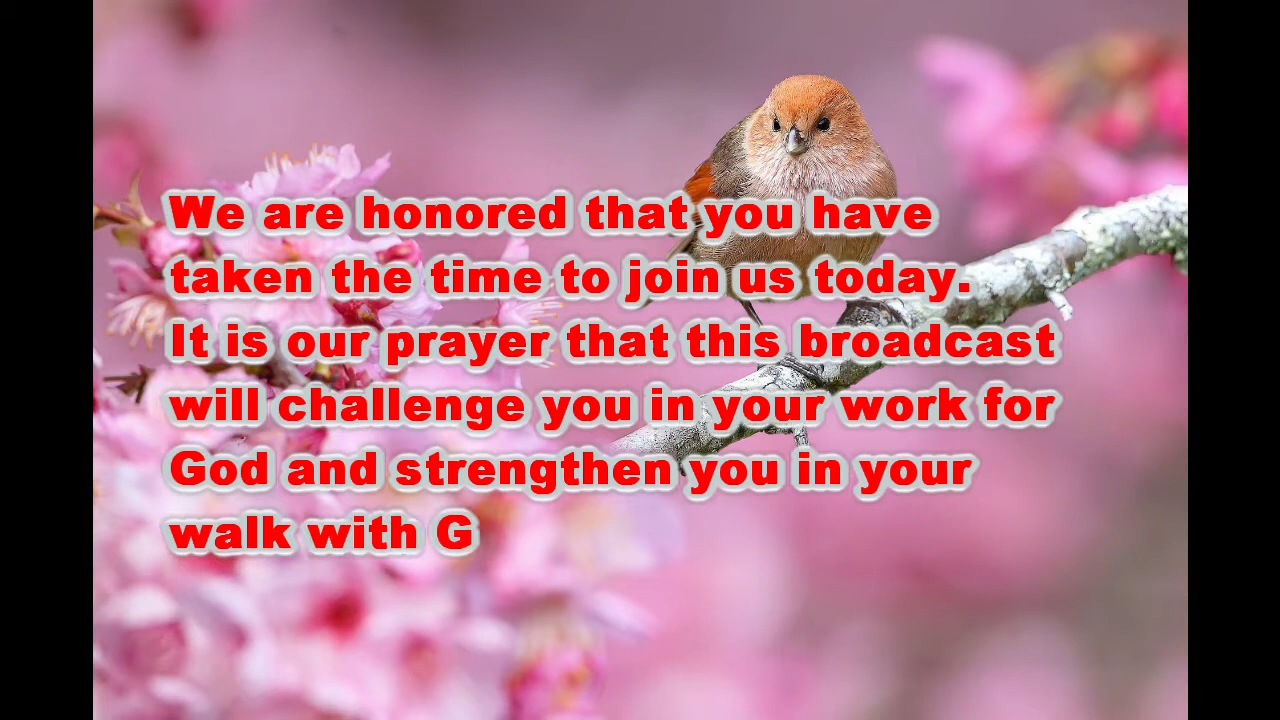 We are honored that you have
taken the time to join us today.
It is our prayer that this broadcast
will challenge you in your work for
God and strengthen you in your
walk with G